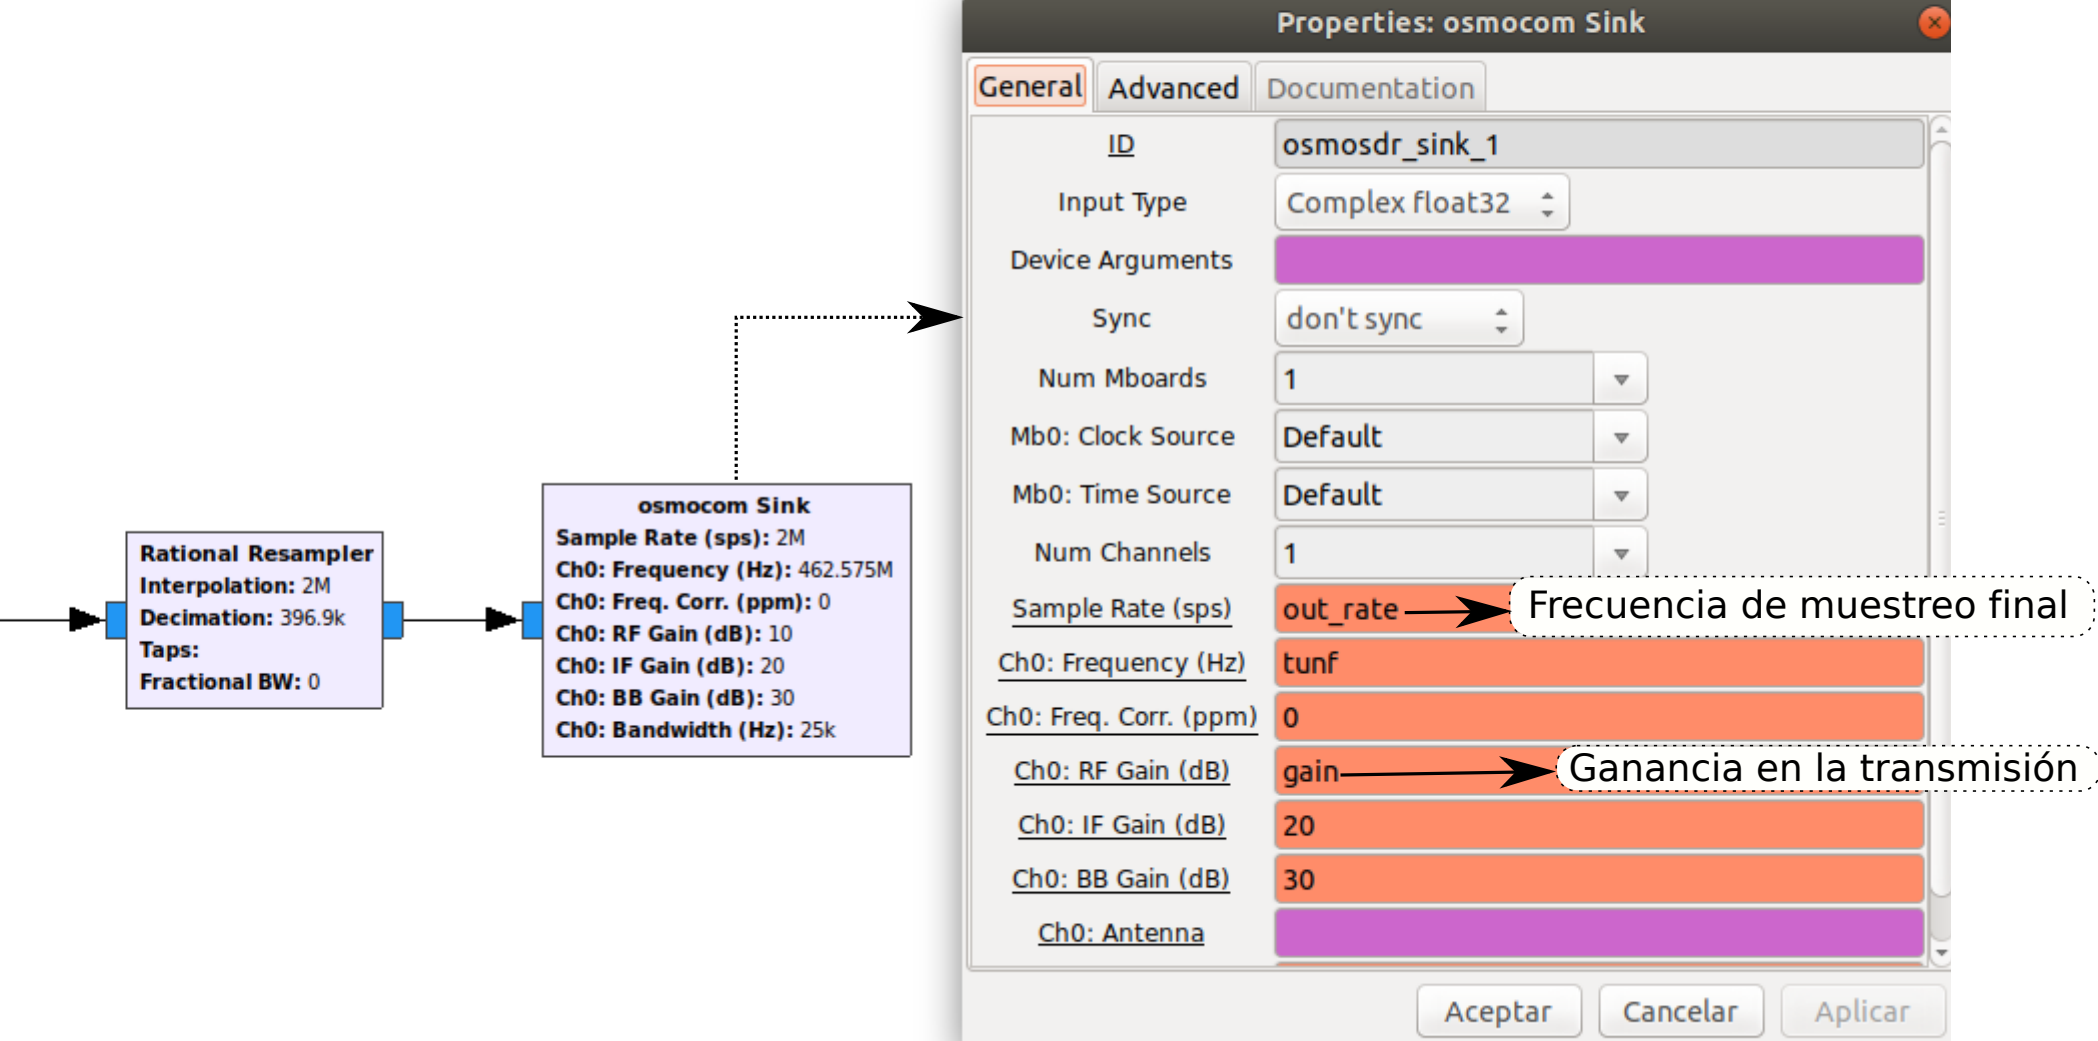 Rational Resampler
Interpolation: 2M
Decimation: 396.9k
Taps:
Fractional BW: 0
osmocom Sink
Sample Rate (sps): 2M
Ch0: Frequency (Hz): 462.575M
Ch0: Freq. Corr. (ppm): 0
Ch0: RF Gain (dB): 10
Ch0: IF Gain (dB): 20
Ch0: BB Gain (dB): 30
Ch0: Bandwidth (Hz): 25k
Properties: osmocom Sink
General Advanced Documentation
ID osmosdr_sink_1
Input Type Complex float32
Device Arguments
Sync don't sync
Num Mboards 1
Mb0: Clock Source Default
Mb0: Time Source Default
Num Channels 1
Sample Rate (sps) out_rate Frecuencia de muestreo final
Ch0: Frequency (Hz) tunf
Ch0: Freq. Corr. (ppm) 0
Ch0: RF Gain (dB) gain Ganancia en la transmisión
Ch0: IF Gain (dB) 20
Ch0: BB Gain (dB) 30
Ch0: Antenna
Aceptar Cancelar Aplicar